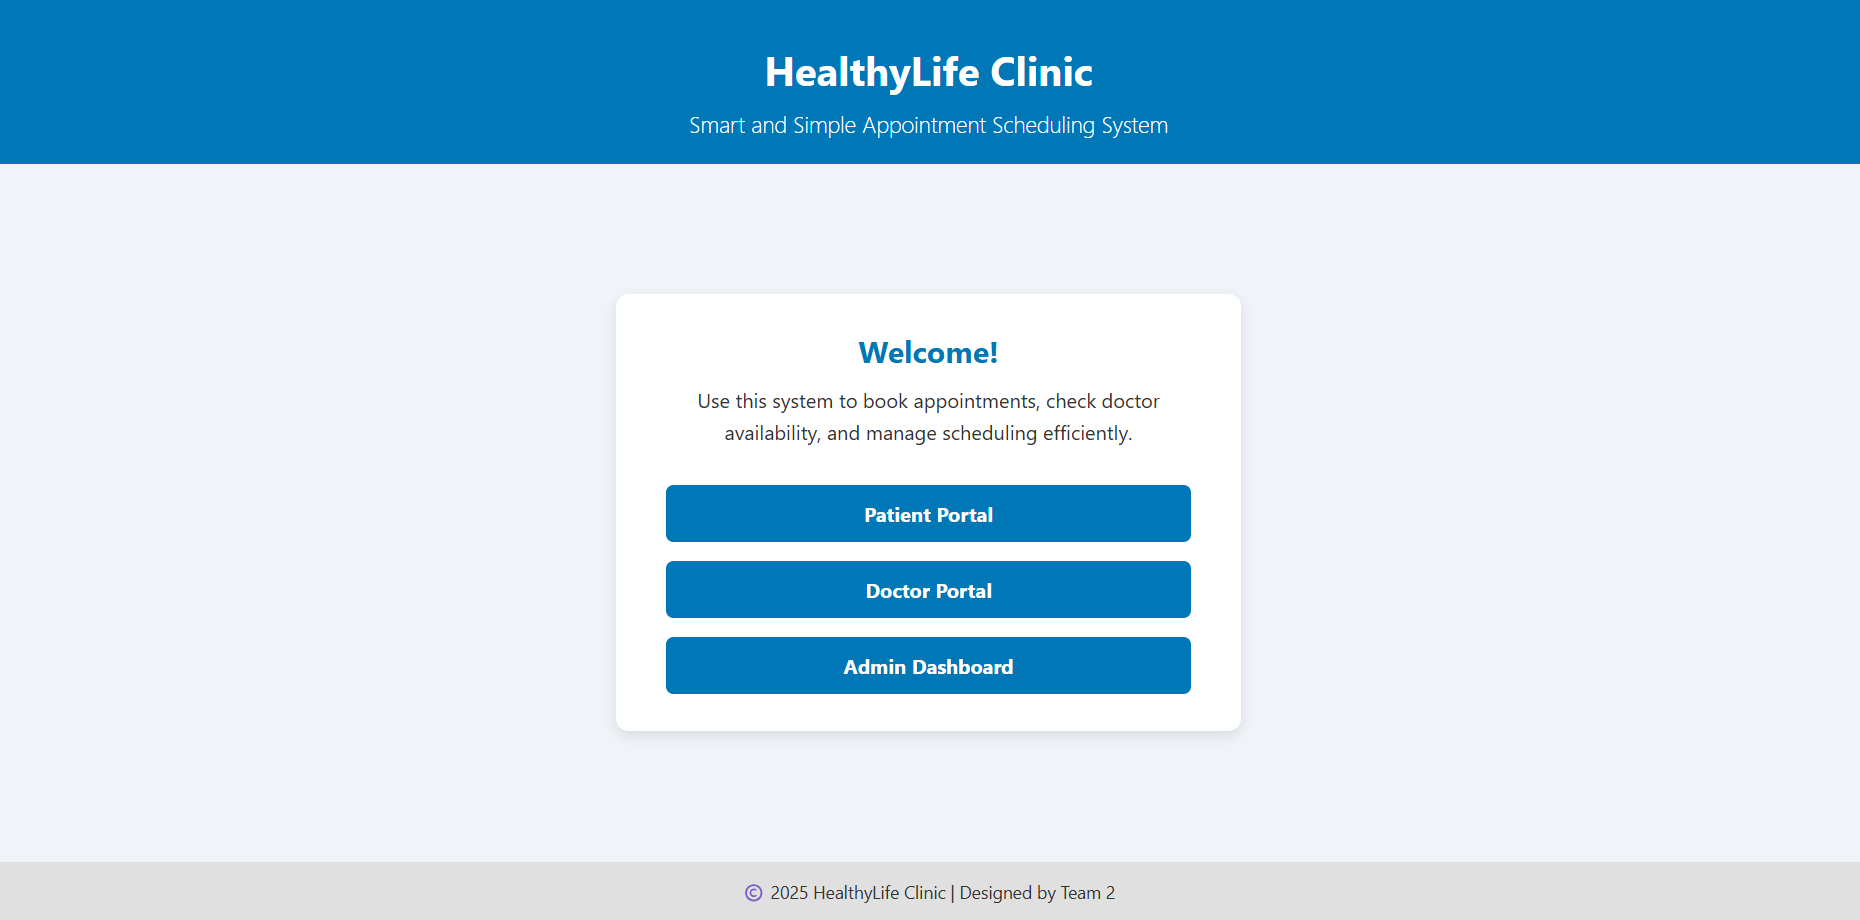 HealthyLife Clinic
Smart and Simple Appointment Scheduling System
Welcome!
Use this system to book appointments, check doctor
availability, and manage scheduling efficiently.
Patient Portal
Doctor Portal
Admin Dashboard
© 2025 HealthyLife Clinic | Designed by Team 2